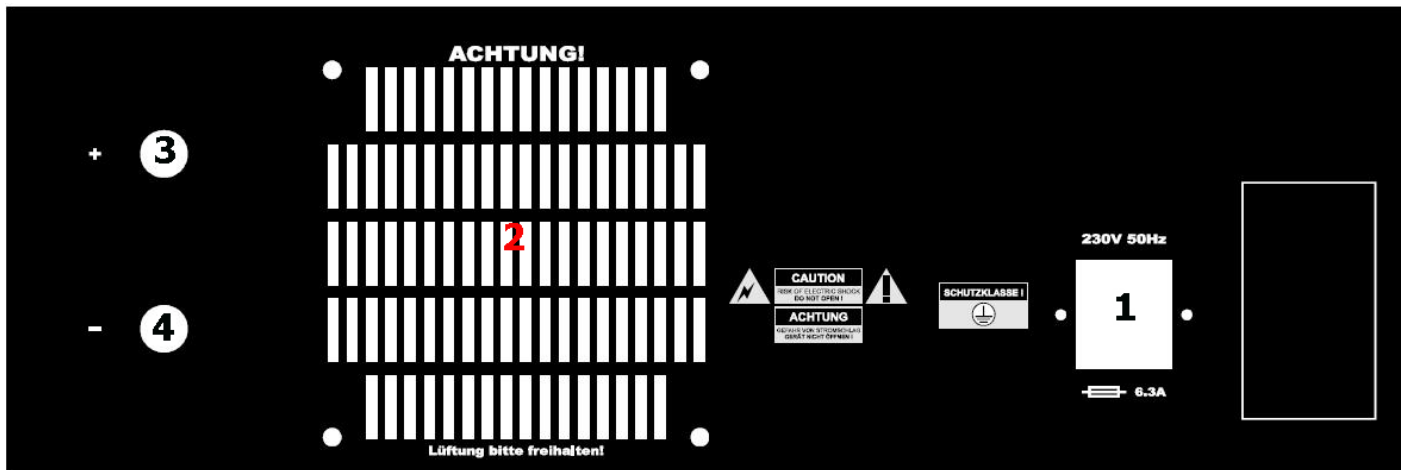 ACHTUNG!
+ 3
2
- 4
Lüftung bitte freihalten!
CAUTION
RISK OF ELECTRIC SHOCK
DO NOT OPEN !
ACHTUNG
GEFAHR VON STROMSCHLAG
GERÄT NICHT ÖFFNEN !
SCHUTZKLASSE I
230V 50Hz
1
6.3A